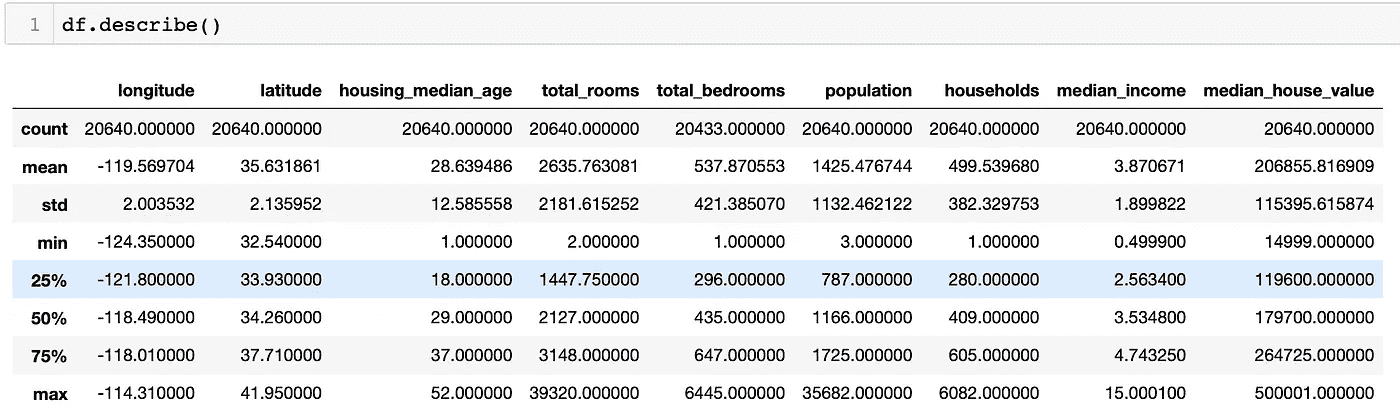 1 df.describe()
longitude latitude housing_median_age total_rooms total_bedrooms population households median_income median_house_value
count 20640.000000 20640.000000 20640.000000 20640.000000 20433.000000 20640.000000 20640.000000 20640.000000 20640.000000
mean -119.569704 35.631861 28.639486 2635.763081 537.870553 1425.476744 499.539680 3.870671 206855.816909
std 2.003532 2.135952 12.585558 2181.615252 421.385070 1132.462122 382.329753 1.899822 115395.615874
min -124.350000 32.540000 1.000000 2.000000 1.000000 3.000000 1.000000 0.499900 14999.000000
25% -121.800000 33.930000 18.000000 1447.750000 296.000000 787.000000 280.000000 2.563400 119600.000000
50% -118.490000 34.260000 29.000000 2127.000000 435.000000 1166.000000 409.000000 3.534800 179700.000000
75% -118.010000 37.710000 37.000000 3148.000000 647.000000 1725.000000 605.000000 4.743250 264725.000000
max -114.310000 41.950000 52.000000 39320.000000 6445.000000 35682.000000 6082.000000 15.000100 500001.000000